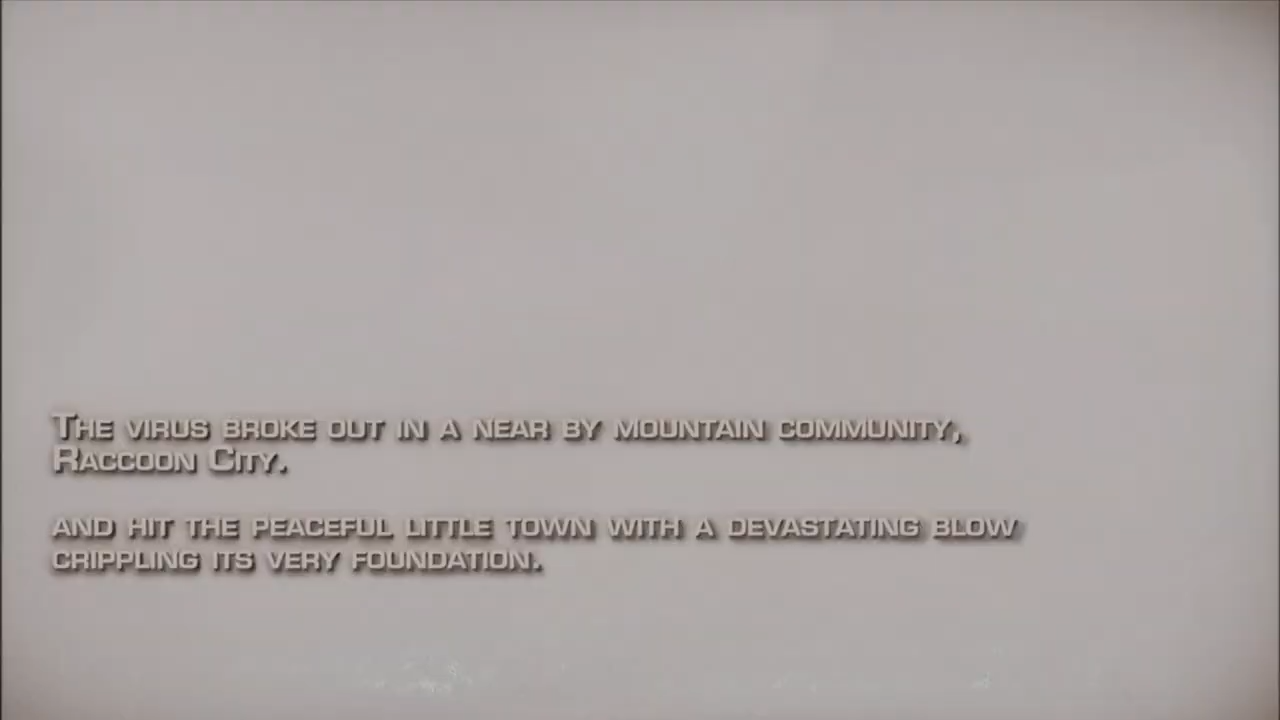 The virus broke out in a near by mountain community,
Raccoon City.
and hit the peaceful little town with a devastating blow
crippling its very foundation.